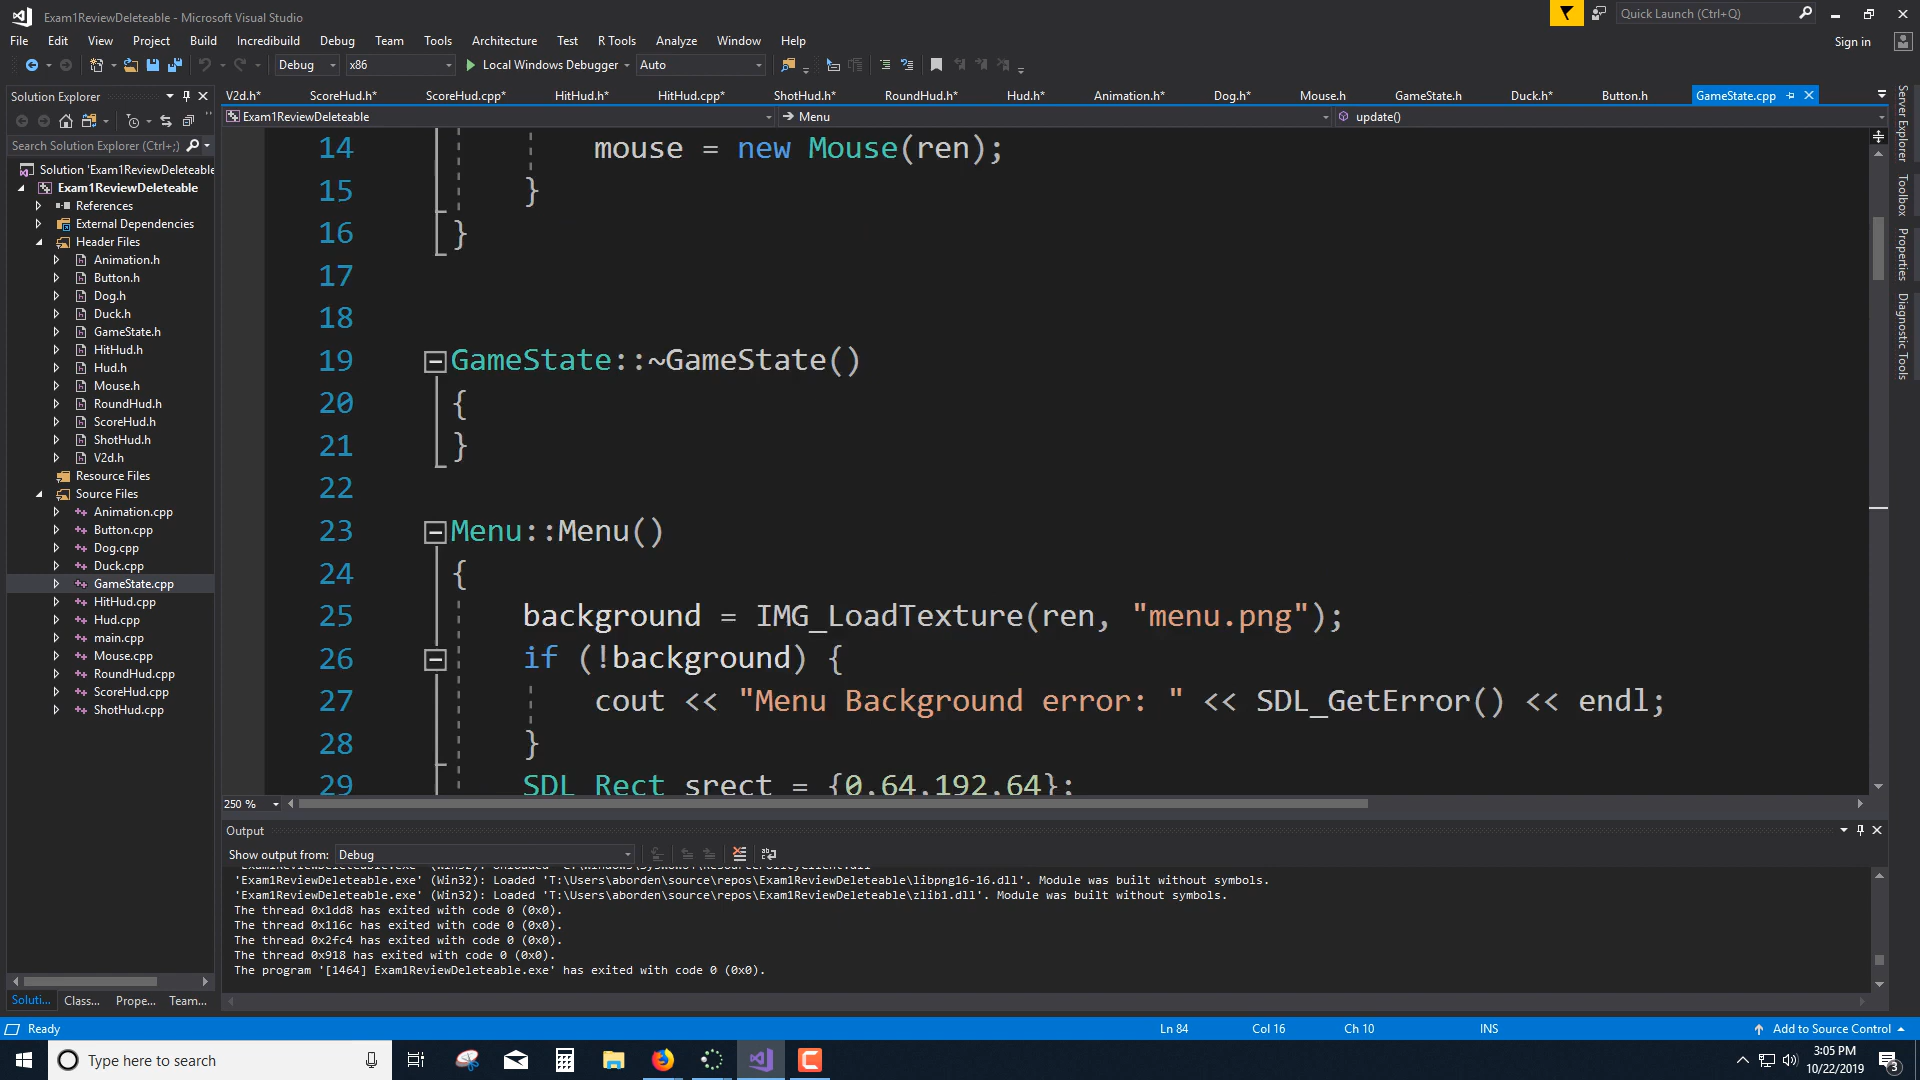 Exam1ReviewDeleteable - Microsoft Visual Studio
Quick Launch (Ctrl+Q)
File Edit View Project Build Incredibuild Debug Team Tools Architecture Test R Tools Analyze Window Help
Sign in
Debug x86 Local Windows Debugger Auto
Solution Explorer
V2d.h* ScoreHud.h* ScoreHud.cpp* HitHud.h* HitHud.cpp* ShotHud.h* RoundHud.h* Hud.h* Animation.h* Dog.h* Mouse.h GameState.h Duck.h* Button.h GameState.cpp
Exam1ReviewDeleteable Menu update()
Search Solution Explorer (Ctrl+;)
Solution 'Exam1ReviewDeleteable
Exam1ReviewDeleteable
References
External Dependencies
Header Files
Animation.h
Button.h
Dog.h
Duck.h
GameState.h
HitHud.h
Hud.h
Mouse.h
RoundHud.h
ScoreHud.h
ShotHud.h
V2d.h
Resource Files
Source Files
Animation.cpp
Button.cpp
Dog.cpp
Duck.cpp
GameState.cpp
HitHud.cpp
Hud.cpp
main.cpp
Mouse.cpp
RoundHud.cpp
ScoreHud.cpp
ShotHud.cpp
Soluti... Class... Prope... Team...
14 mouse = new Mouse(ren);
15 }
16 }
17
18
19 GameState::~GameState()
20 {
21 }
22
23 Menu::Menu()
24 {
25 background = IMG_LoadTexture(ren, "menu.png");
26 if (!background) {
27 cout << "Menu Background error: " << SDL_GetError() << endl;
28 }
29 SDL_Rect srect = {0,64,192,64};
250 %
Server Explorer
Toolbox
Properties
Diagnostic Tools
Output
Show output from: Debug
'Exam1ReviewDeleteable.exe' (Win32): Loaded 'T:\Users\aborden\source\repos\Exam1ReviewDeleteable\libpng16-16.dll'. Module was built without symbols.
'Exam1ReviewDeleteable.exe' (Win32): Loaded 'T:\Users\aborden\source\repos\Exam1ReviewDeleteable\zlib1.dll'. Module was built without symbols.
The thread 0x1dd8 has exited with code 0 (0x0).
The thread 0x116c has exited with code 0 (0x0).
The thread 0x2fc4 has exited with code 0 (0x0).
The thread 0x918 has exited with code 0 (0x0).
The program '[1464] Exam1ReviewDeleteable.exe' has exited with code 0 (0x0).
Ready Ln 84 Col 16 Ch 10 INS Add to Source Control
Type here to search
3:05 PM
10/22/2019
3